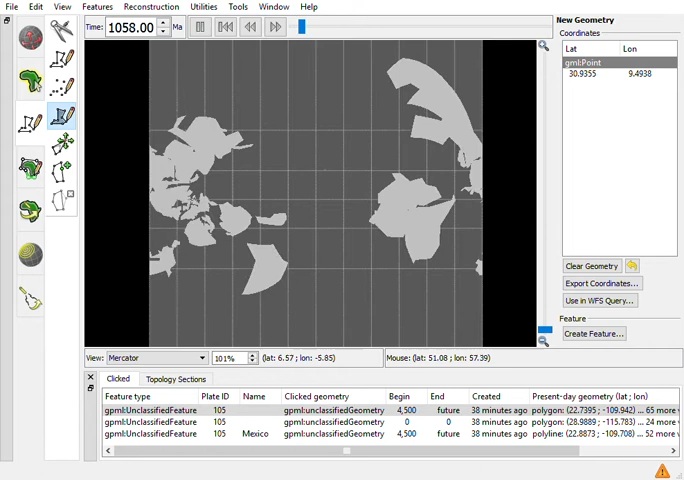 File Edit View Features Reconstruction Utilities Tools Window Help
Time: 1058.00 Ma
New Geometry
Coordinates
Lat Lon
gml:Point
30.9355 9.4938
Clear Geometry
Export Coordinates...
Use in WFS Query...
Feature
Create Feature...
View: Mercator 101% (lat: 6.57 ; lon: -5.85) Mouse: (lat: 51.08 ; lon: 57.39)
Clicked Topology Sections
Feature type Plate ID Name Clicked geometry Begin End Created Present-day geometry (lat ; lon)
gpml:UnclassifiedFeature 105 gpml:unclassifiedGeometry 4,500 future 38 minutes ago polygon: (22.7395 ; -109.942) ... 65 more v
gpml:UnclassifiedFeature 105 gpml:unclassifiedGeometry 0 0 38 minutes ago polygon: (28.9889 ; -115.783) ... 24 more v
gpml:UnclassifiedFeature 105 Mexico gpml:unclassifiedGeometry 4,500 future 38 minutes ago polyline: (22.8873 ; -109.708) ... 52 more v